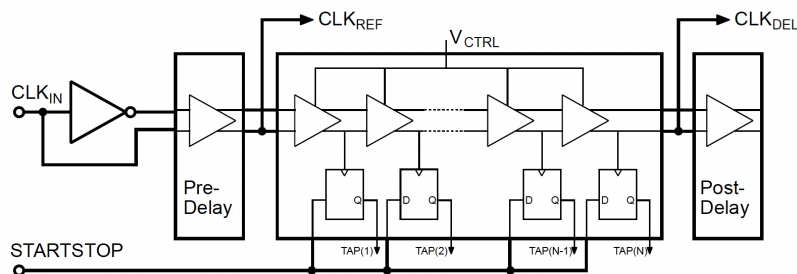 CLK_REF
CLK_DEL
V_CTRL
CLK_IN
Pre-
Delay
Post-
Delay
Q
D Q
D Q
D Q
STARTSTOP
TAP(1)
TAP(2)
TAP(N-1)
TAP(N)